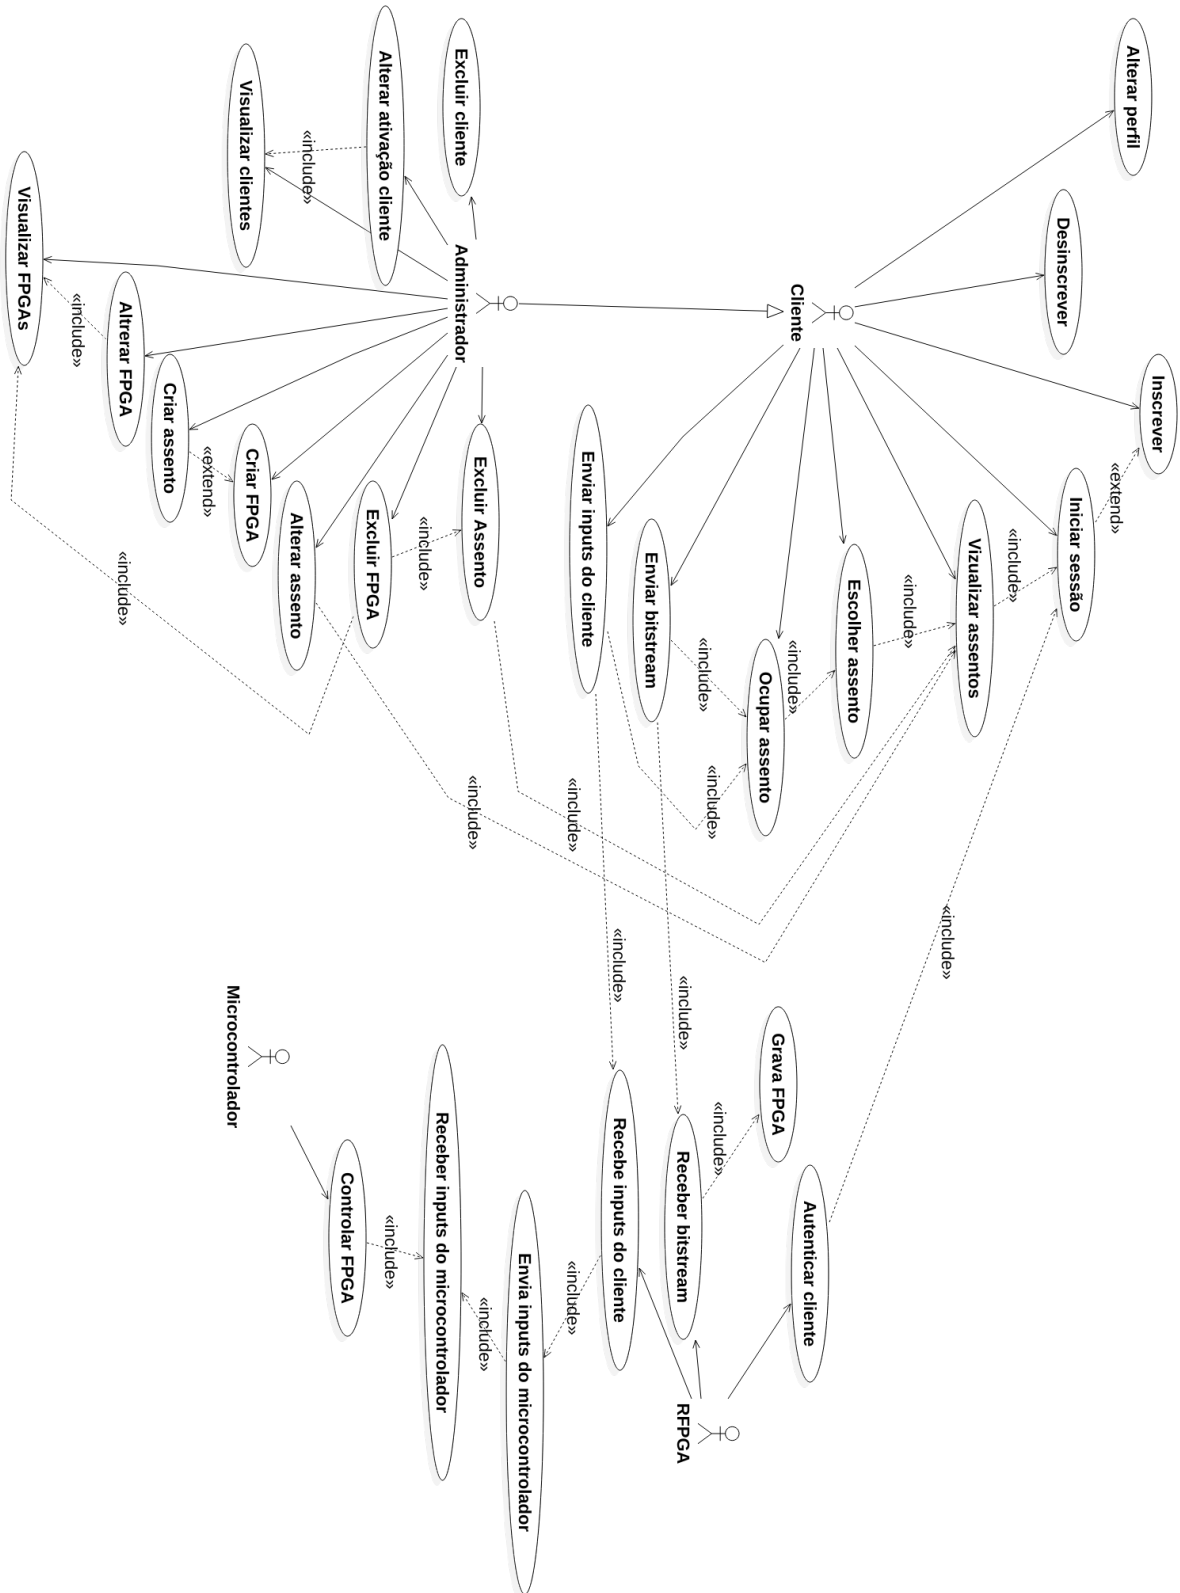 Inscrever
Alterar perfil
«extend»
Iniciar sessão
Desinscrever
«include»
Vizualizar assentos
«include»
«include»
Escolher assento
Autenticar cliente
Cliente
«include»
Grava FPGA
Ocupar assento
«include»
«include»
«include»
«include»
Receber bitstream
RFPGA
Enviar bitstream
Recebe inputs do cliente
«include»
Enviar inputs do cliente
«include»
«include»
Envia inputs do microcontrolador
«include»
Excluir Assento
«include»
Excluir cliente
Administrador
Receber inputs do microcontrolador
«include»
«include»
Alterar ativação cliente
Excluir FPGA
Controlar FPGA
«include»
Alterar assento
Criar FPGA
Visualizar clientes
Microcontrolador
«extend»
Criar assento
Altrerar FPGA
«include»
«include»
Visualizar FPGAs